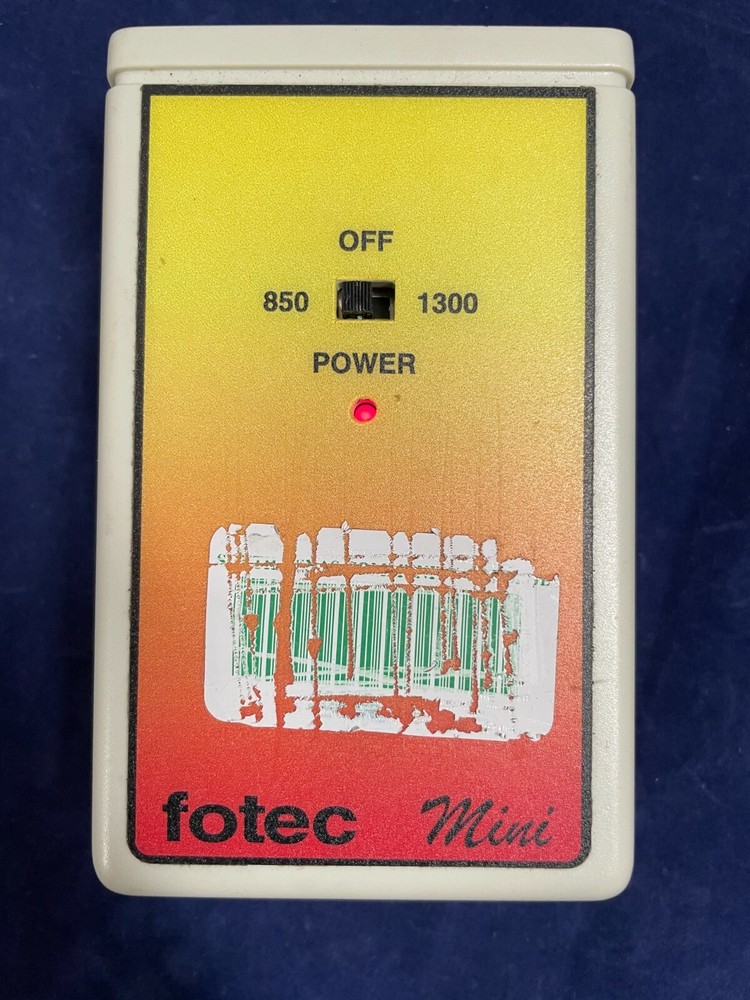 OFF
850 1300
POWER
fotec Mini